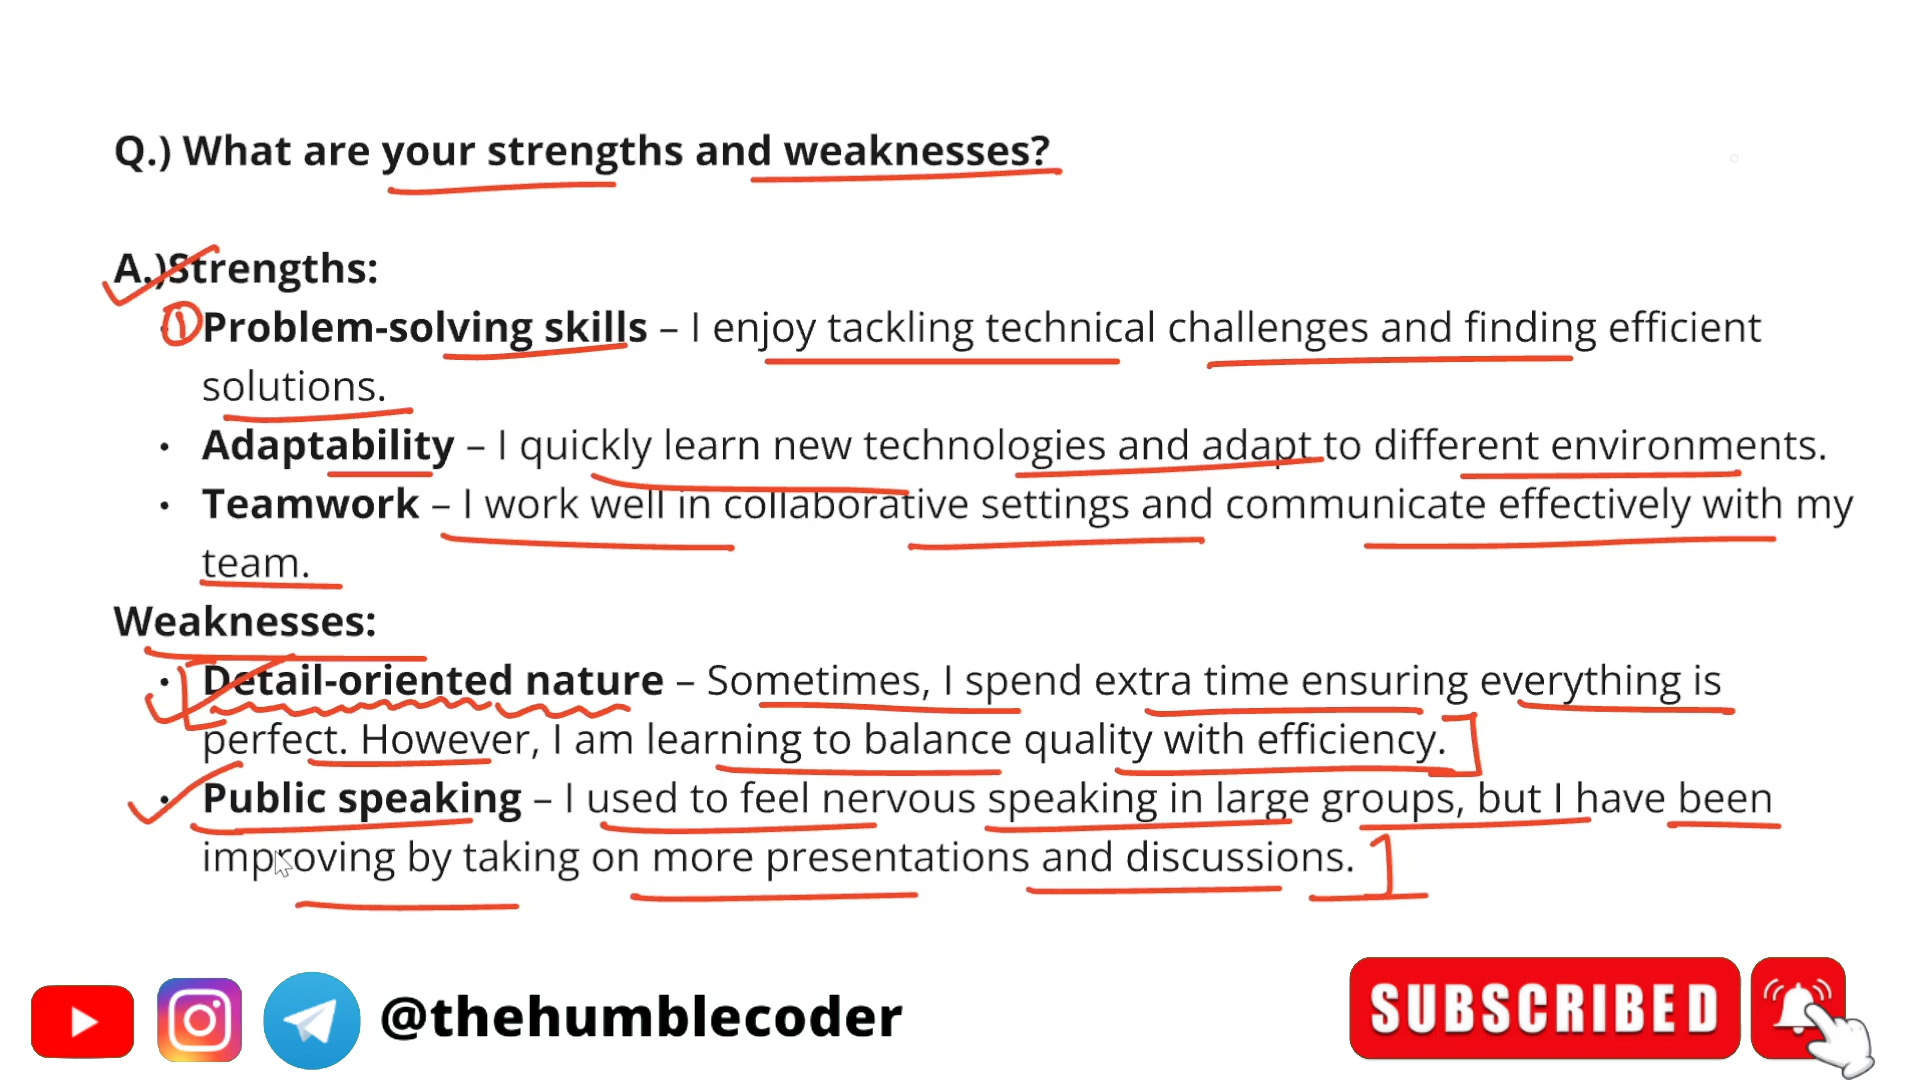 Q.) What are your strengths and weaknesses?
A.)Strengths:
① Problem-solving skills – I enjoy tackling technical challenges and finding efficient
solutions.
• Adaptability – I quickly learn new technologies and adapt to different environments.
• Teamwork – I work well in collaborative settings and communicate effectively with my
team.
Weaknesses:
• Detail-oriented nature – Sometimes, I spend extra time ensuring everything is
perfect. However, I am learning to balance quality with efficiency.
• Public speaking – I used to feel nervous speaking in large groups, but I have been
improving by taking on more presentations and discussions.
@thehumblecoder
SUBSCRIBED